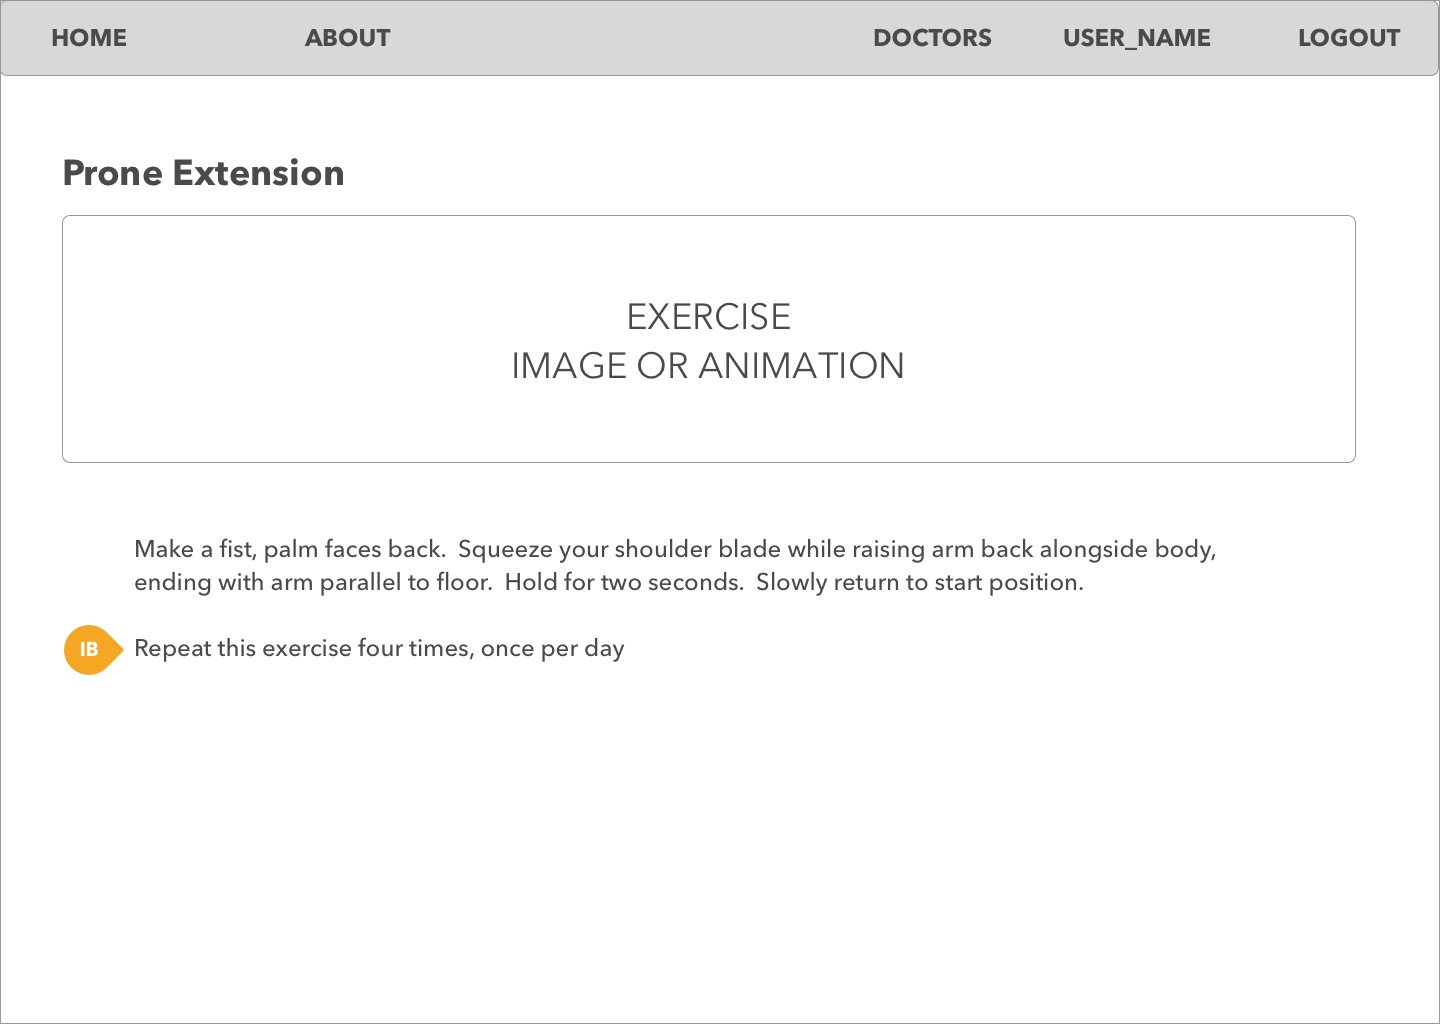 HOME ABOUT DOCTORS USER_NAME LOGOUT
Prone Extension
EXERCISE
IMAGE OR ANIMATION
Make a fist, palm faces back.  Squeeze your shoulder blade while raising arm back alongside body,
ending with arm parallel to floor.  Hold for two seconds.  Slowly return to start position.
IB Repeat this exercise four times, once per day